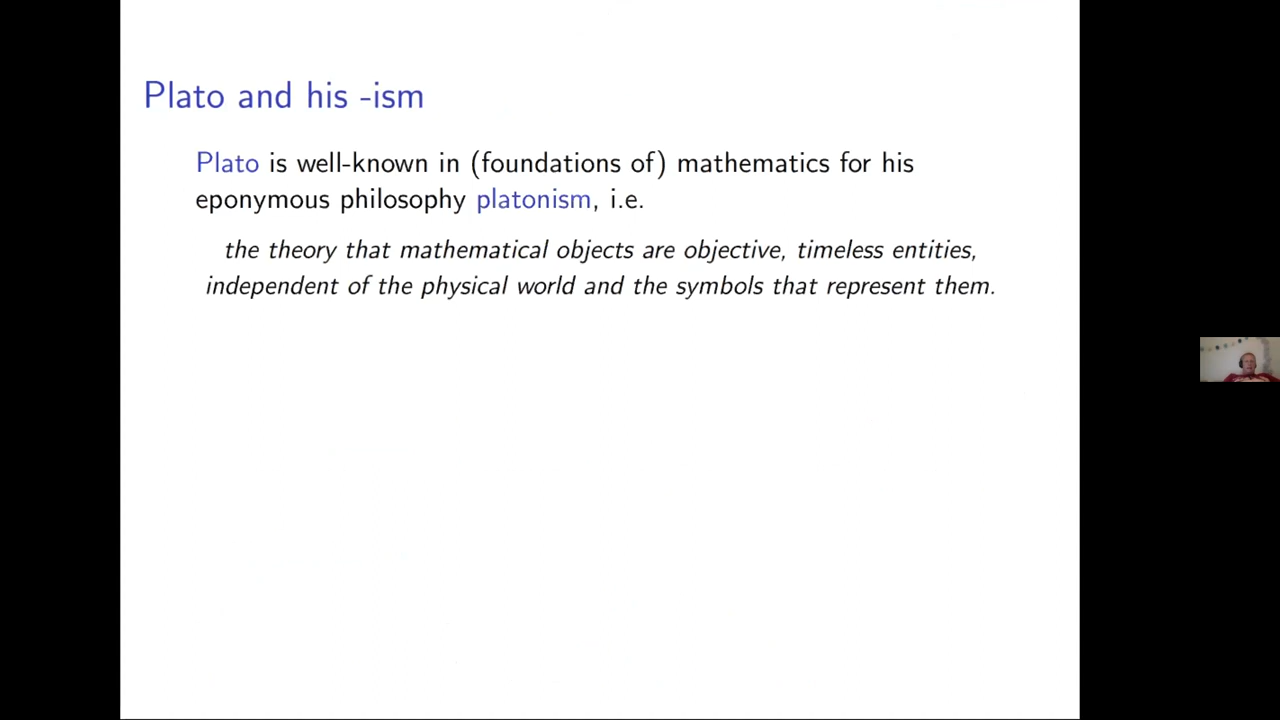 Plato and his -ism
Plato is well-known in (foundations of) mathematics for his
eponymous philosophy platonism, i.e.
the theory that mathematical objects are objective, timeless entities,
independent of the physical world and the symbols that represent them.